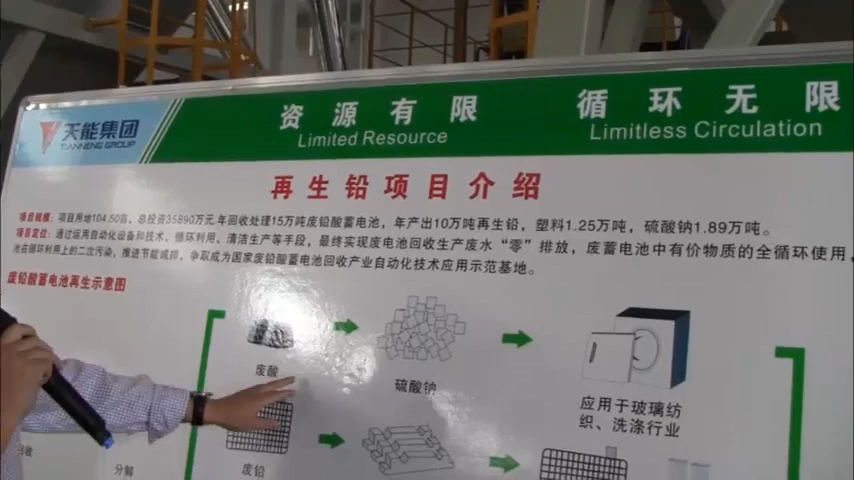 天能集团
TIANNENG GROUP
资源有限
Limited Resource
循环无限
Limitless Circulation
再生铅项目介绍
项目规模：项目用地104.50亩，总投资35890万元，年回收处理15万吨废铅酸蓄电池，年产出10万吨再生铅，塑料1.25万吨，硫酸钠1.89万吨。
项目定位：通过运用自动化设备和技术、循环利用、清洁生产等手段，最终实现废电池回收生产废水“零”排放，废蓄电池中有价物质的全循环使用，
池在循环利用上的二次污染，推进节能减排，争取成为国家废铅酸蓄电池回收产业自动化技术应用示范基地。
废铅酸蓄电池再生示意图
废酸
硫酸钠
应用于玻璃纺
织、洗涤行业
废铅
分解